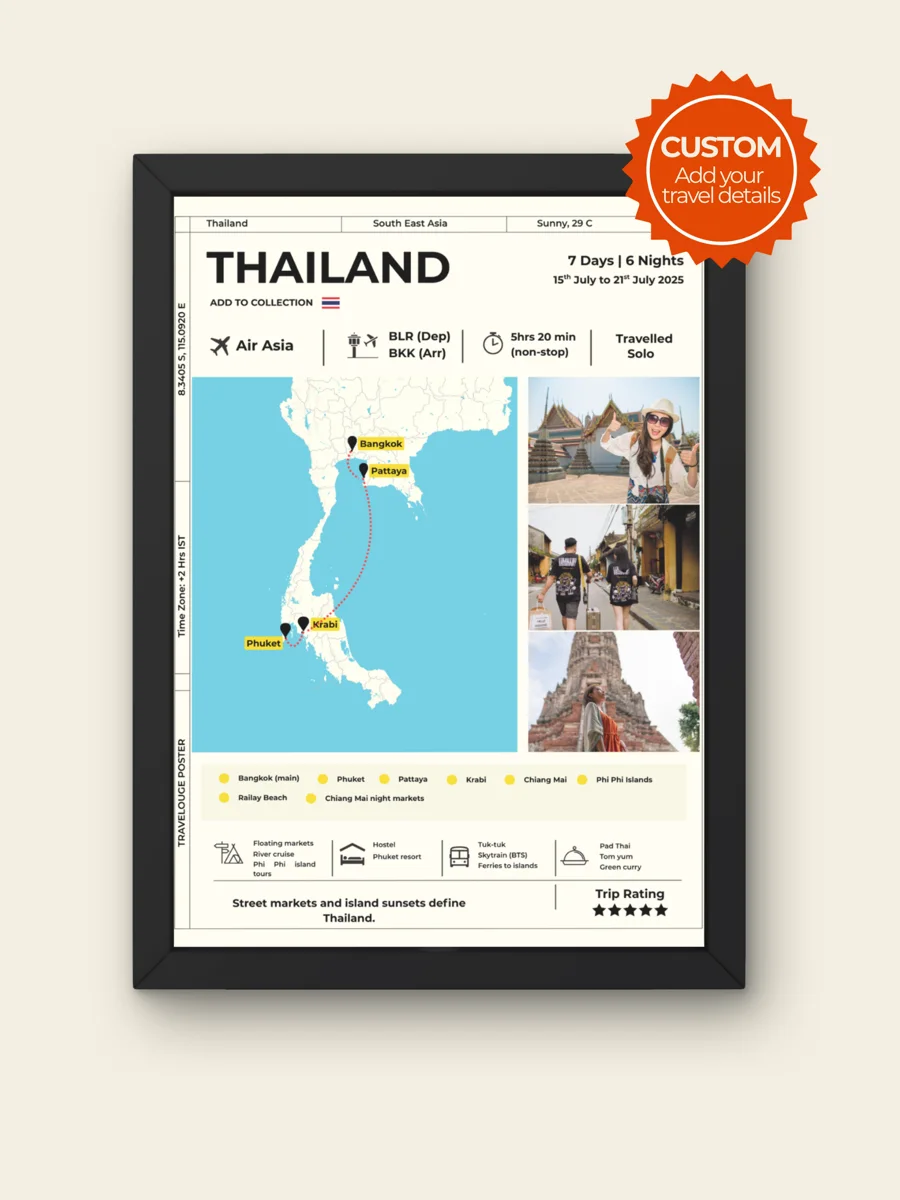 CUSTOM
Add your
travel details
Thailand
South East Asia
Sunny, 29 C
THAILAND
7 Days | 6 Nights
15th July to 21st July 2025
ADD TO COLLECTION
8.3405 S, 115.0920 E
Time Zone: +2 Hrs IST
TRAVELOUGE POSTER
Air Asia
BLR (Dep)
BKK (Arr)
5hrs 20 min
(non-stop)
Travelled
Solo
Bangkok
Pattaya
Krabi
Phuket
Bangkok (main)
Phuket
Pattaya
Krabi
Chiang Mai
Phi Phi Islands
Railay Beach
Chiang Mai night markets
Floating markets
River cruise
Phi Phi island
tours
Hostel
Phuket resort
Tuk-tuk
Skytrain (BTS)
Ferries to islands
Pad Thai
Tom yum
Green curry
Street markets and island sunsets define
Thailand.
Trip Rating